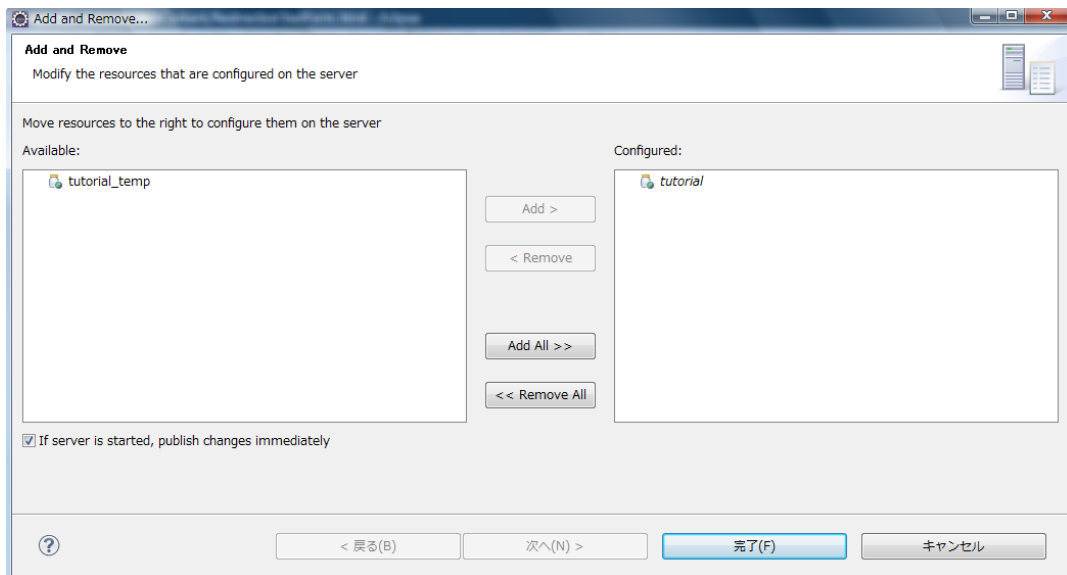 Add and Remove...
Add and Remove
Modify the resources that are configured on the server
Move resources to the right to configure them on the server
Available:
Configured:
tutorial_temp
tutorial
Add >
< Remove
Add All >>
<< Remove All
If server is started, publish changes immediately
?
< 戻る(B)
次へ(N) >
完了(F)
キャンセル